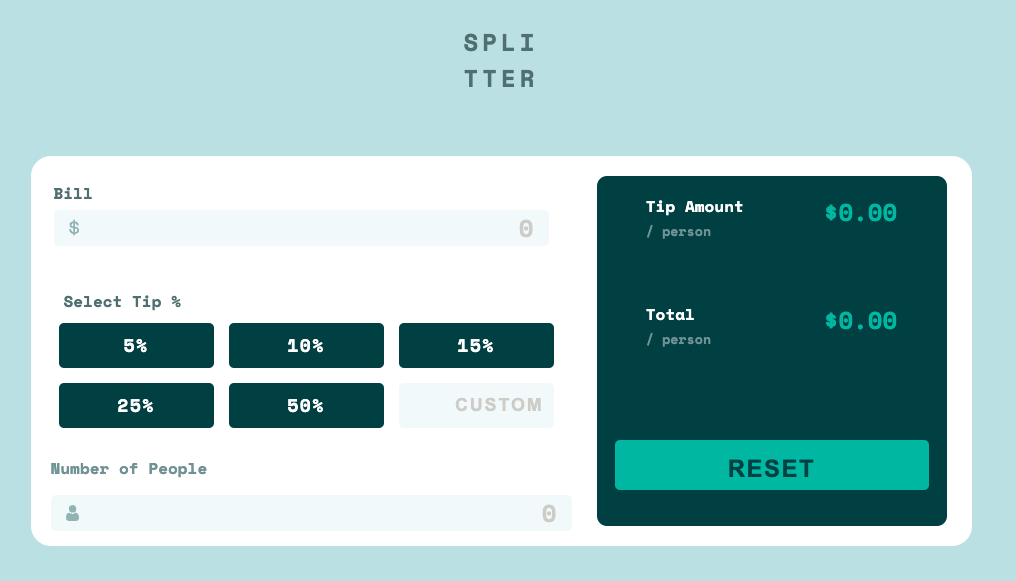 SPLI
TTER
Bill
$ 0
Select Tip %
5% 10% 15%
25% 50% CUSTOM
Number of People
0
Tip Amount $0.00
/ person
Total $0.00
/ person
RESET